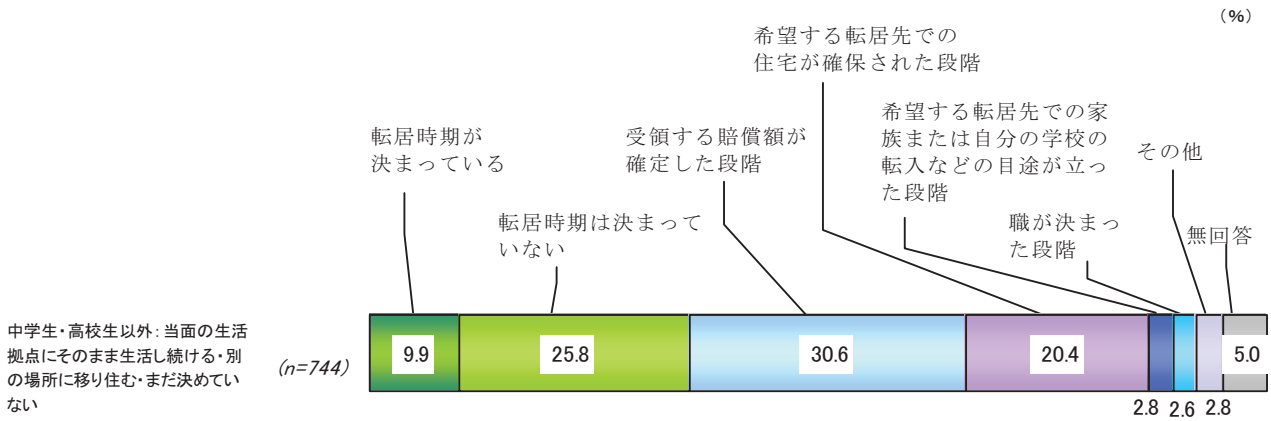 (%)
希望する転居先での
住宅が確保された段階
転居時期が
決まっている
受領する賠償額が
確定した段階
希望する転居先での家
族または自分の学校の
転入などの目途が立っ
た段階
その他
転居時期は決まって
いない
職が決まっ
た段階
無回答
中学生・高校生以外：当面の生活
拠点にそのまま生活し続ける・別
の場所に移り住む・まだ決めてい
ない
(n=744)
9.9
25.8
30.6
20.4
5.0
2.8
2.6
2.8